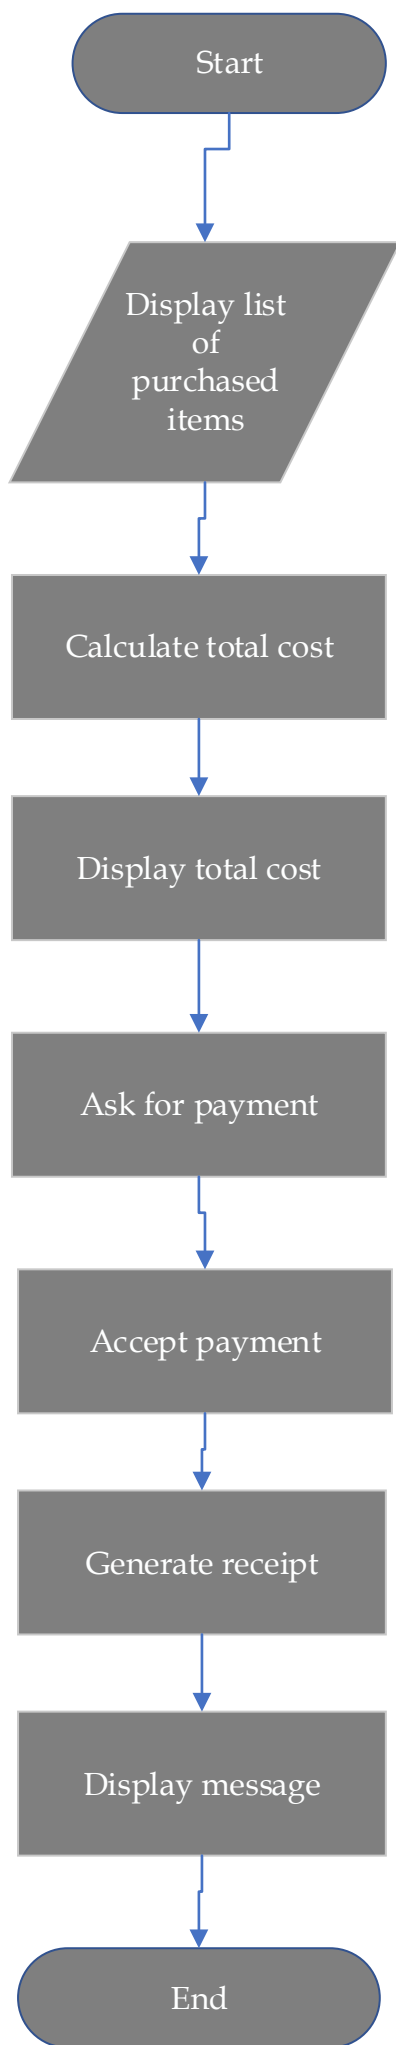 Start
Display list
of
purchased
items
Calculate total cost
Display total cost
Ask for payment
Accept payment
Generate receipt
Display message
End